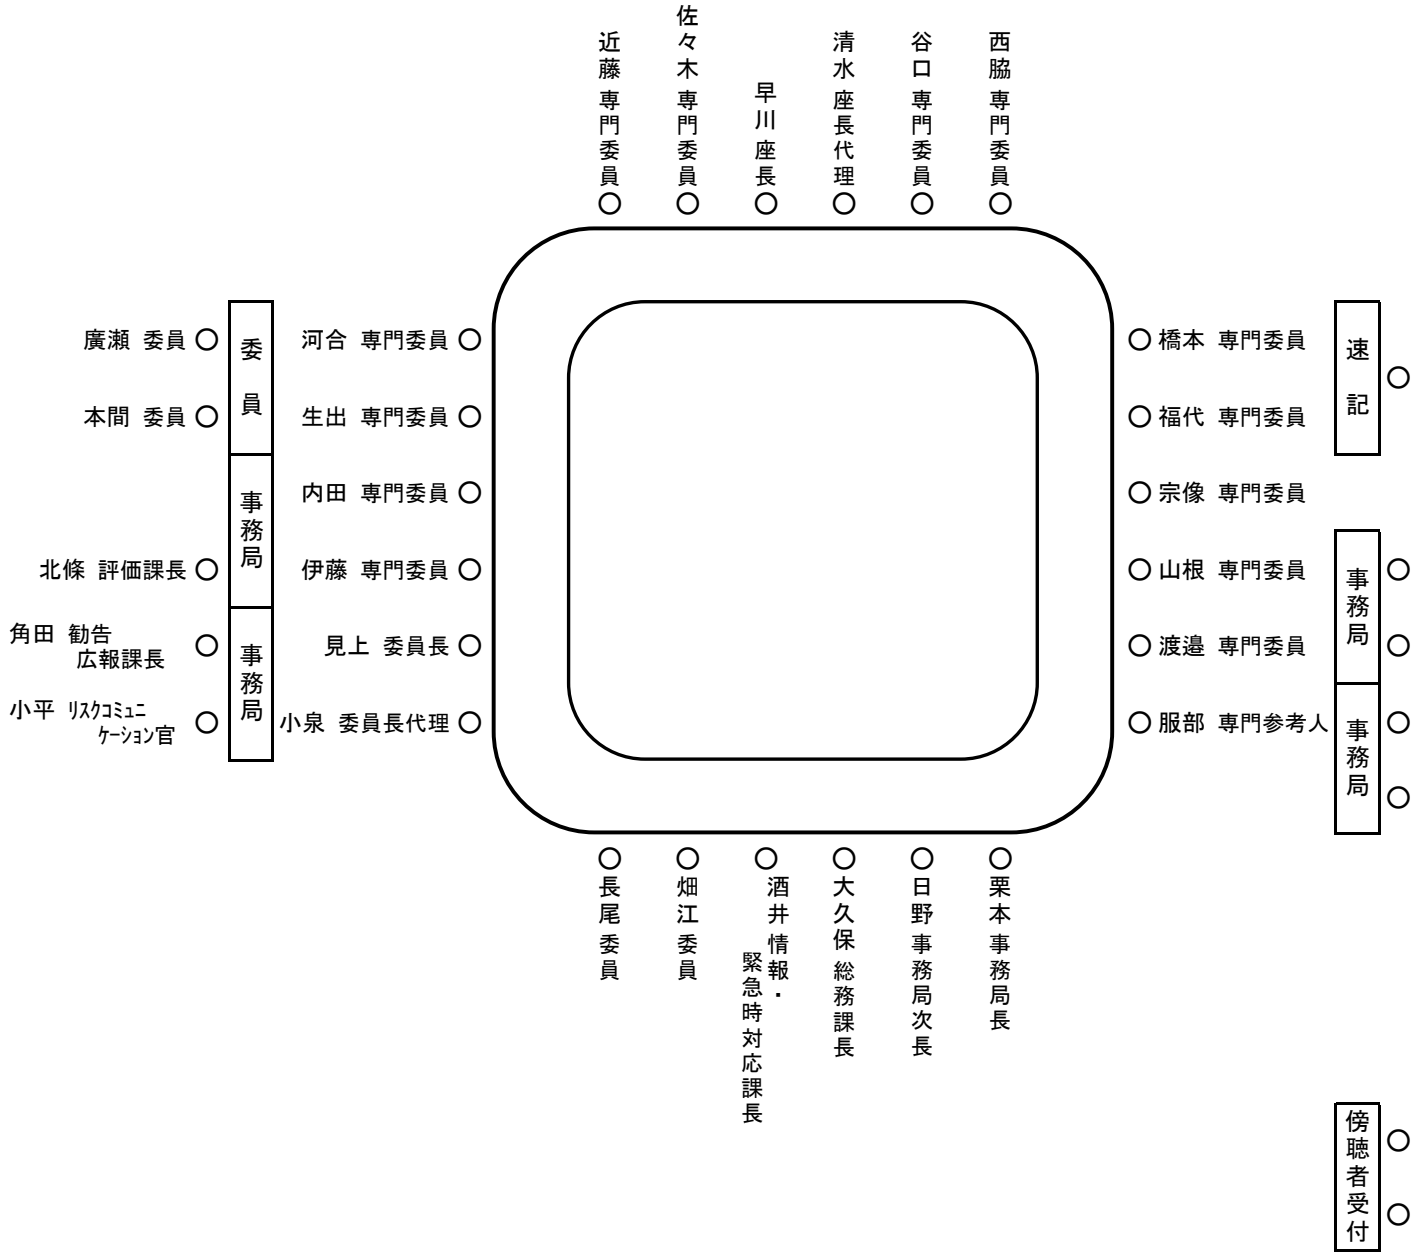 近藤 専門委員
佐々木 専門委員
早川 座長
清水 座長代理
谷口 専門委員
西脇 専門委員
廣瀬 委員
本間 委員
北條 評価課長
角田 勧告
広報課長
小平 ﾘｽｸｺﾐｭﾆ
ｹｰｼｮﾝ官
委員
事務局
事務局
河合 専門委員
生出 専門委員
内田 専門委員
伊藤 専門委員
見上 委員長
小泉 委員長代理
橋本 専門委員
福代 専門委員
宗像 専門委員
山根 専門委員
渡邉 専門委員
服部 専門参考人
速記
事務局
事務局
長尾 委員
畑江 委員
酒井 情報・
緊急時対応課長
大久保 総務課長
日野 事務局次長
栗本 事務局長
傍聴者受付